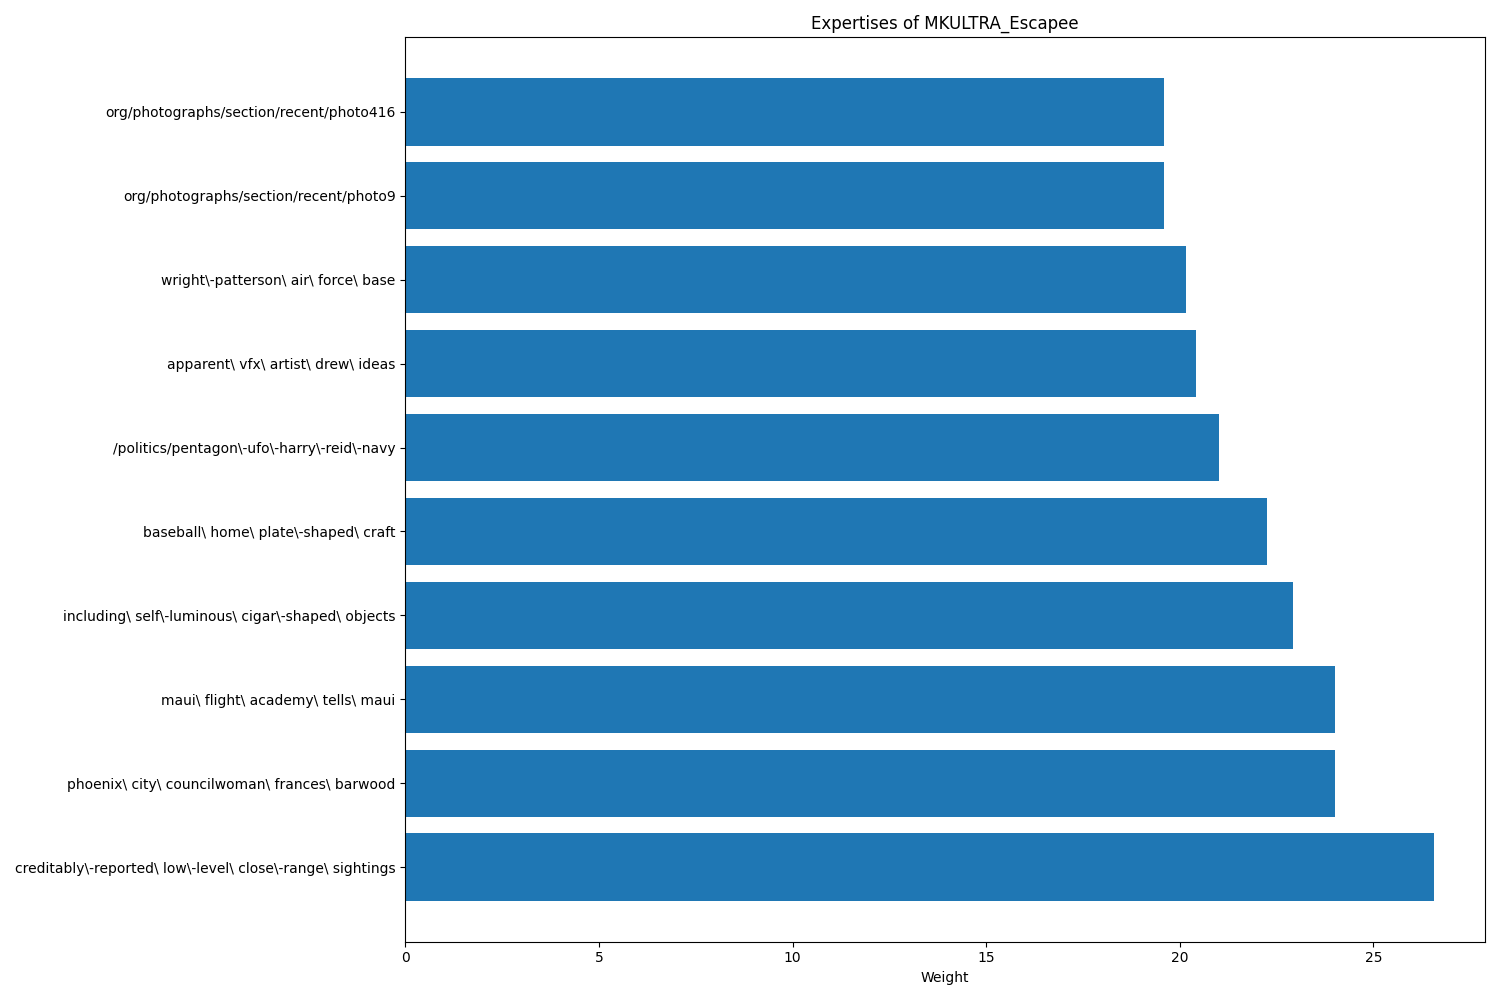 Expertises of MKULTRA_Escapee
org/photographs/section/recent/photo416
org/photographs/section/recent/photo9
wright\-patterson\ air\ force\ base
apparent\ vfx\ artist\ drew\ ideas
/politics/pentagon\-ufo\-harry\-reid\-navy
baseball\ home\ plate\-shaped\ craft
including\ self\-luminous\ cigar\-shaped\ objects
maui\ flight\ academy\ tells\ maui
phoenix\ city\ councilwoman\ frances\ barwood
creditably\-reported\ low\-level\ close\-range\ sightings
0 5 10 15 20 25
Weight